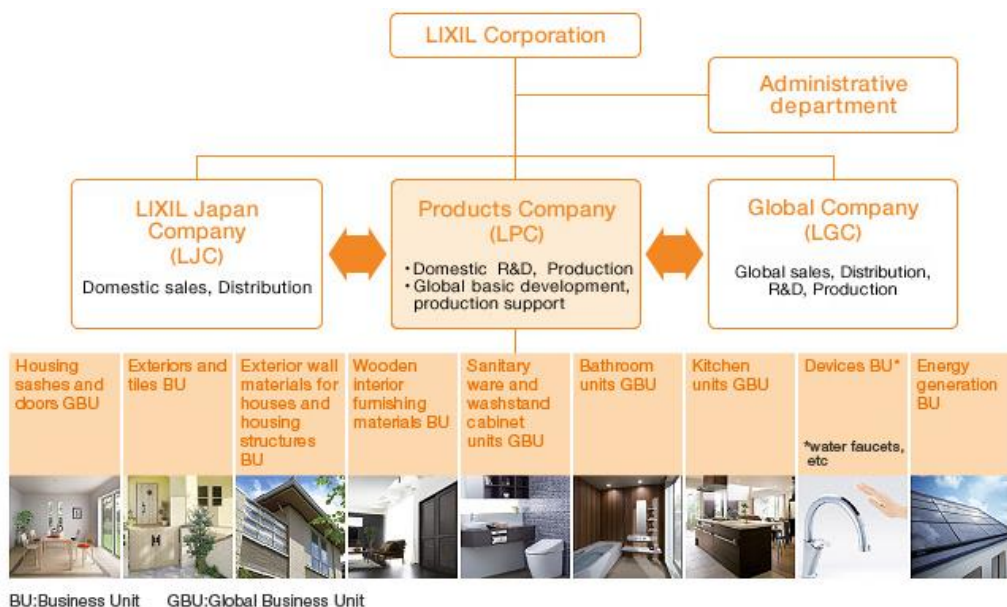 LIXIL Corporation
Administrative
department
LIXIL Japan
Company
(LJC)
Domestic sales, Distribution
Products Company
(LPC)
・Domestic R&D, Production
・Global basic development,
production support
Global Company
(LGC)
Global sales, Distribution,
R&D, Production
Housing
sashes and
doors GBU
Exteriors and
tiles BU
Exterior wall
materials for
houses and
housing
structures
BU
Wooden
interior
furnishing
materials BU
Sanitary
ware and
washstand
cabinet
units GBU
Bathroom
units GBU
Kitchen
units GBU
Devices BU*
*water faucets,
etc
Energy
generation
BU
BU:Business Unit GBU:Global Business Unit